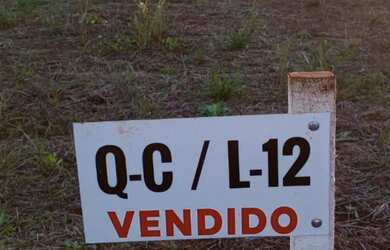 Q-C / L-12
VENDIDO